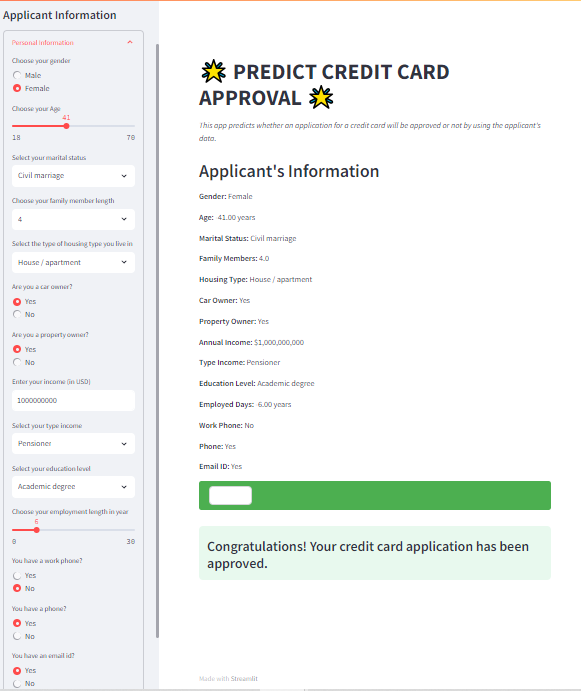 Applicant Information
Personal Information
Choose your gender
Male
Female
Choose your Age
41
18 70
Select your marital status
Civil marriage
Choose your family member length
4
Select the type of housing type you live in
House / apartment
Are you a car owner?
Yes
No
Are you a property owner?
Yes
No
Enter your income (in USD)
1000000000
Select your type income
Pensioner
Select your education level
Academic degree
Choose your employment length in year
6
0 30
You have a work phone?
Yes
No
You have a phone?
Yes
No
You have an email id?
Yes
No
PREDICT CREDIT CARD
APPROVAL
This app predicts whether an application for a credit card will be approved or not by using the applicant's
data.
Applicant's Information
Gender: Female
Age: 41.00 years
Marital Status: Civil marriage
Family Members: 4.0
Housing Type: House / apartment
Car Owner: Yes
Property Owner: Yes
Annual Income: $1,000,000,000
Type Income: Pensioner
Education Level: Academic degree
Employed Days: -6.00 years
Work Phone: No
Phone: Yes
Email ID: Yes
Congratulations! Your credit card application has been
approved.
Made with Streamlit